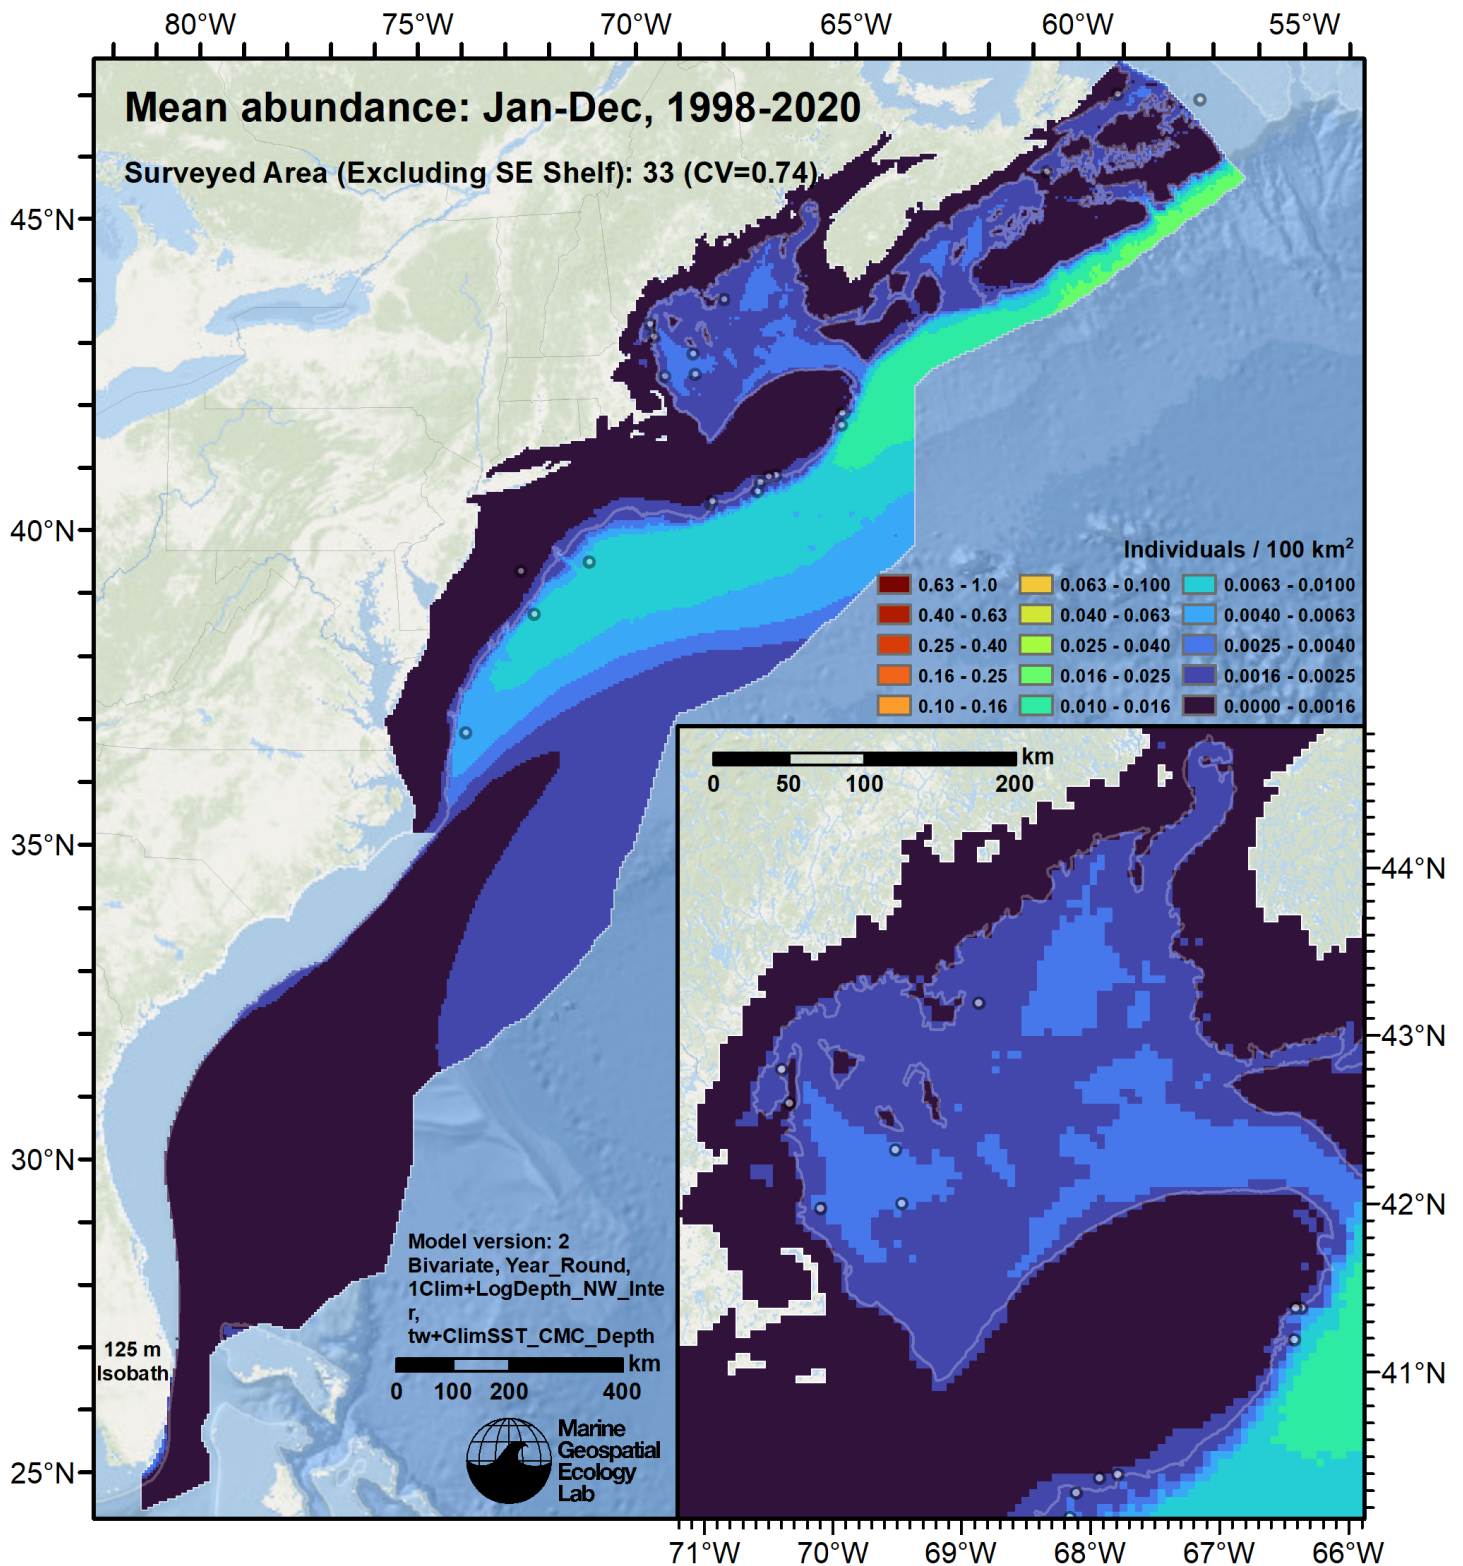 80°W 75°W 70°W 65°W 60°W 55°W
Mean abundance: Jan-Dec, 1998-2020
Surveyed Area (Excluding SE Shelf): 33 (CV=0.74)
45°N
40°N
35°N
30°N
25°N
Individuals / 100 km²
0.63 - 1.0 0.063 - 0.100 0.0063 - 0.0100
0.40 - 0.63 0.040 - 0.063 0.0040 - 0.0063
0.25 - 0.40 0.025 - 0.040 0.0025 - 0.0040
0.16 - 0.25 0.016 - 0.025 0.0016 - 0.0025
0.10 - 0.16 0.010 - 0.016 0.0000 - 0.0016
km
0 50 100 200
44°N
43°N
42°N
41°N
Model version: 2
Bivariate, Year_Round,
1Clim+LogDepth_NW_Inte
r,
tw+ClimSST_CMC_Depth
km
0 100 200 400
125 m
Isobath
Marine
Geospatial
Ecology
Lab
71°W 70°W 69°W 68°W 67°W 66°W